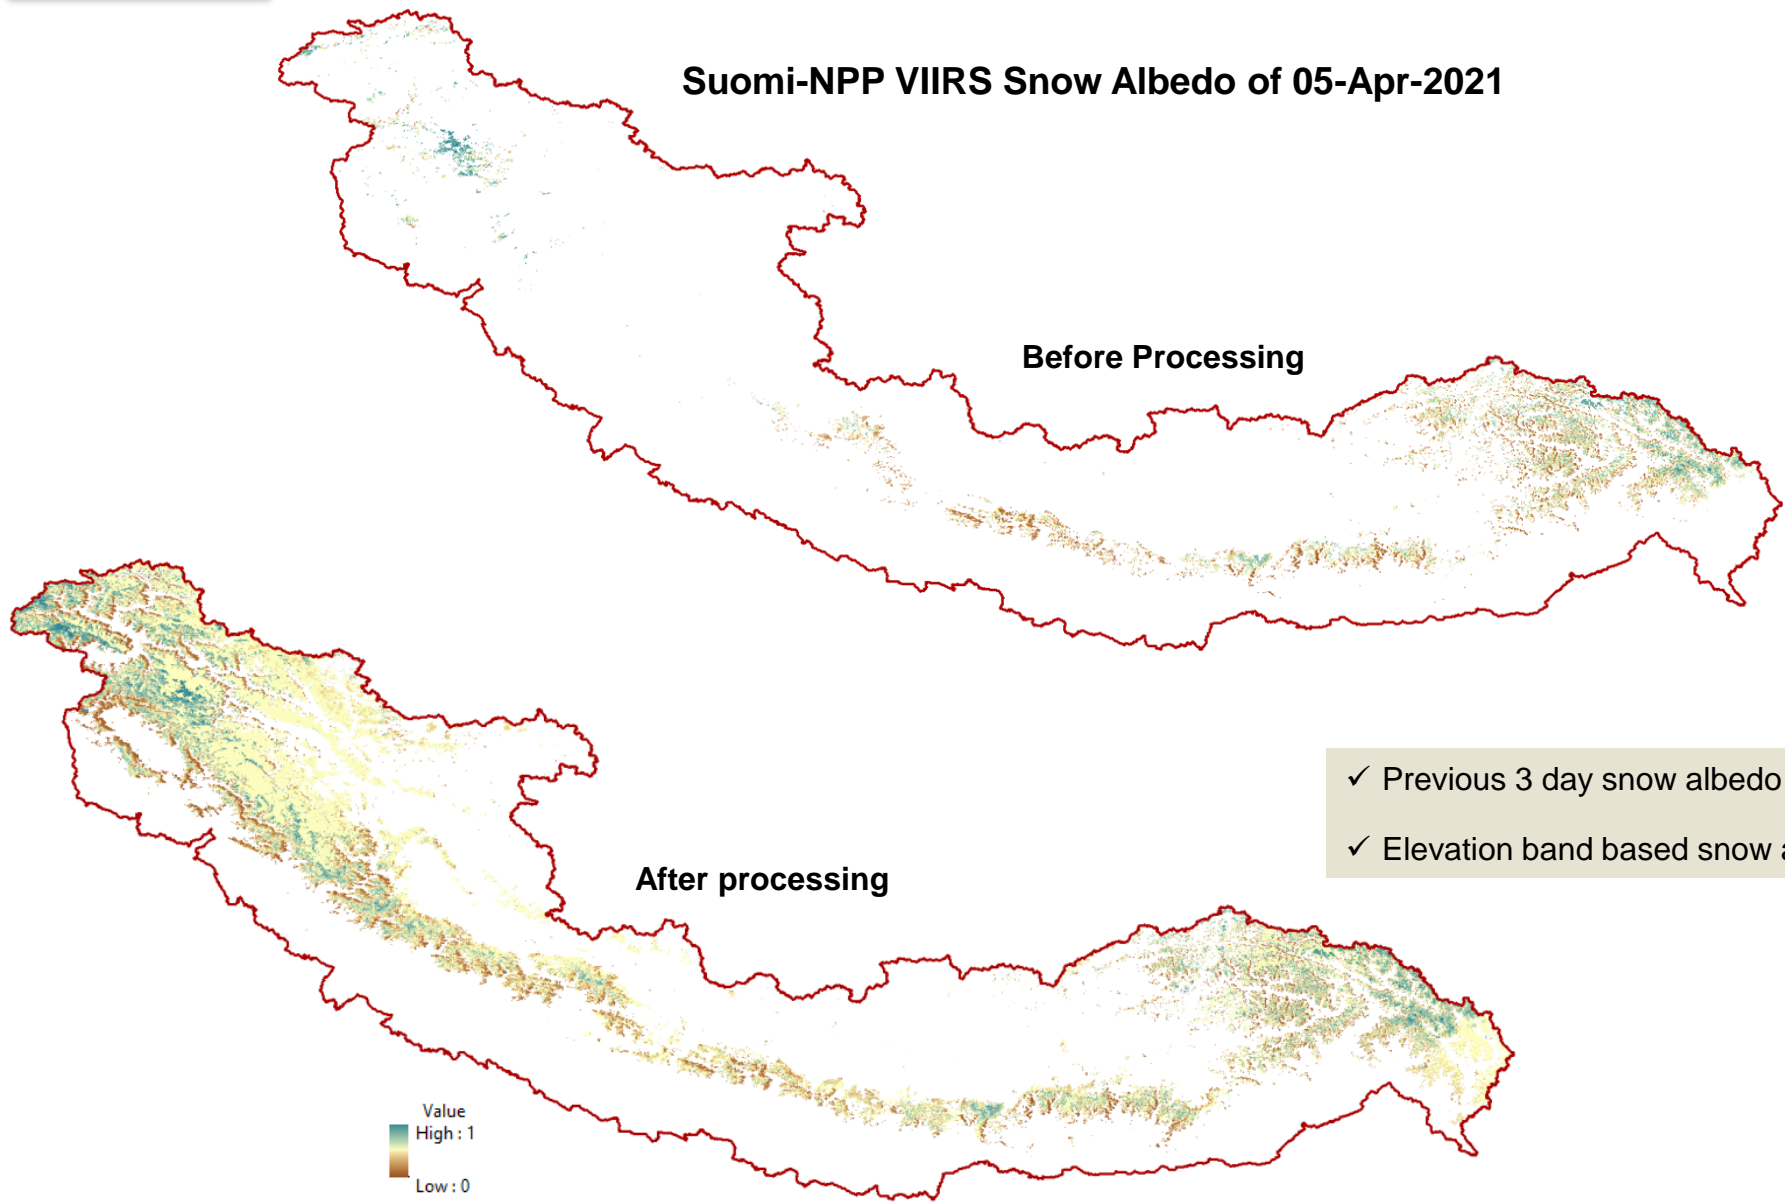 Suomi-NPP VIIRS Snow Albedo of 05-Apr-2021
Before Processing
✓ Previous 3 day snow albedo
✓ Elevation band based snow
After processing
Value
High : 1
Low : 0